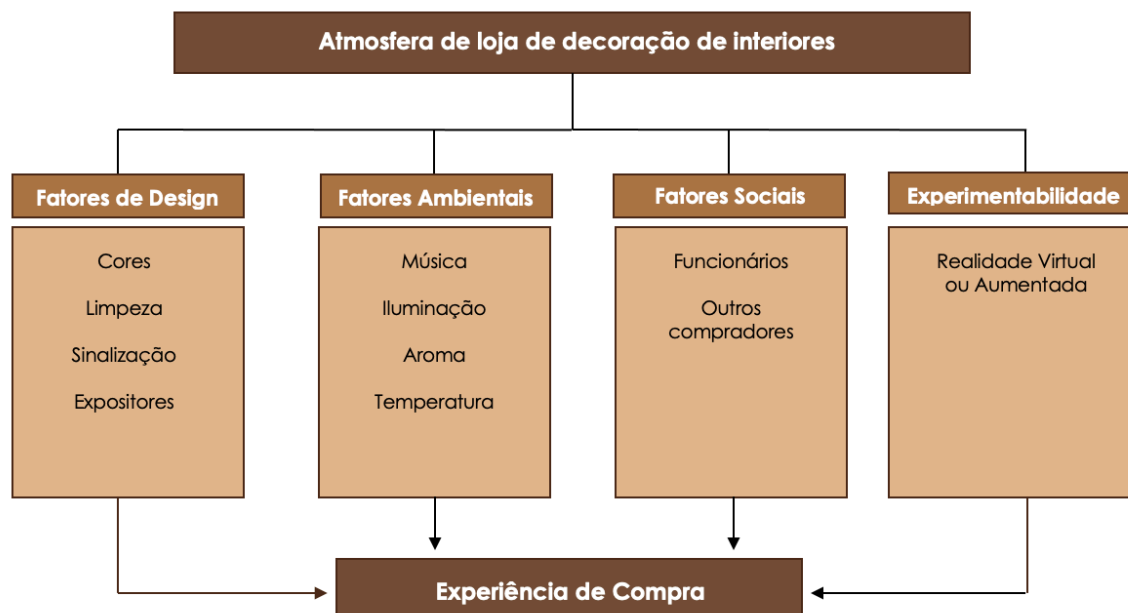 Atmosfera de loja de decoração de interiores
Fatores de Design
Cores
Limpeza
Sinalização
Expositores
Fatores Ambientais
Música
Iluminação
Aroma
Temperatura
Fatores Sociais
Funcionários
Outros
compradores
Experimentabilidade
Realidade Virtual
ou Aumentada
Experiência de Compra